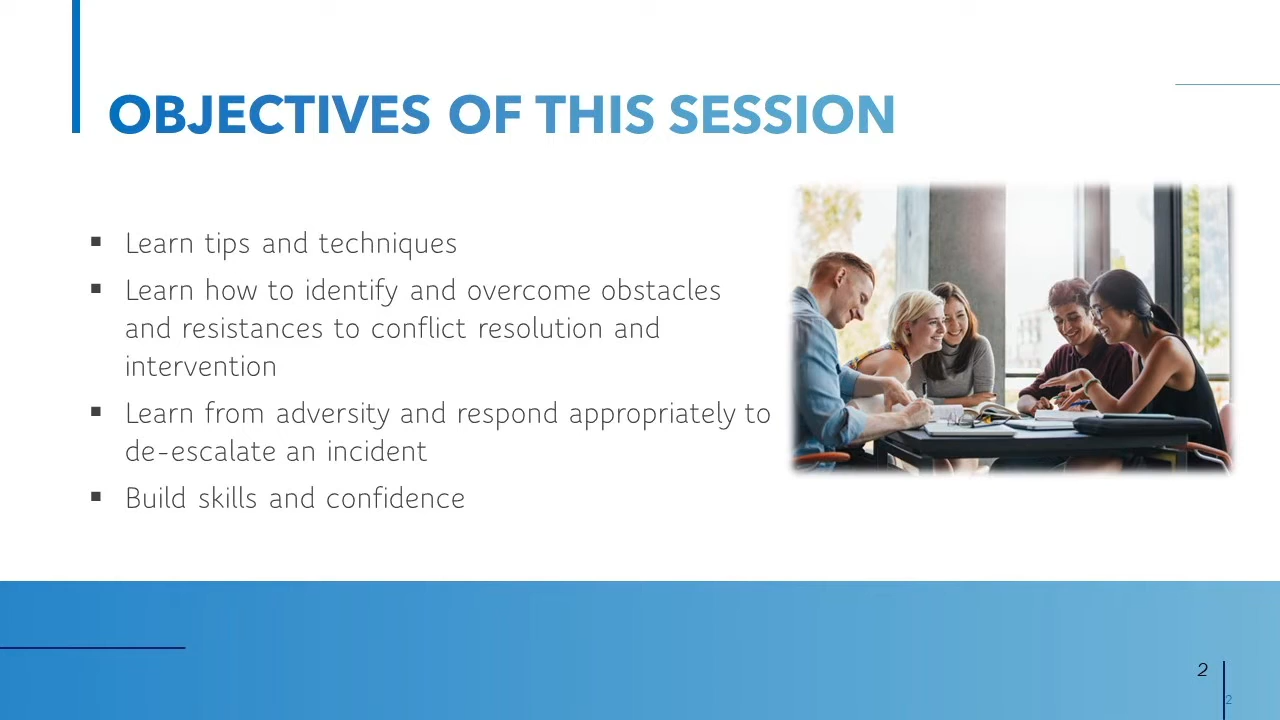 OBJECTIVES OF THIS SESSION
▪ Learn tips and techniques
▪ Learn how to identify and overcome obstacles
and resistances to conflict resolution and
intervention
▪ Learn from adversity and respond appropriately to
de-escalate an incident
▪ Build skills and confidence
2
2